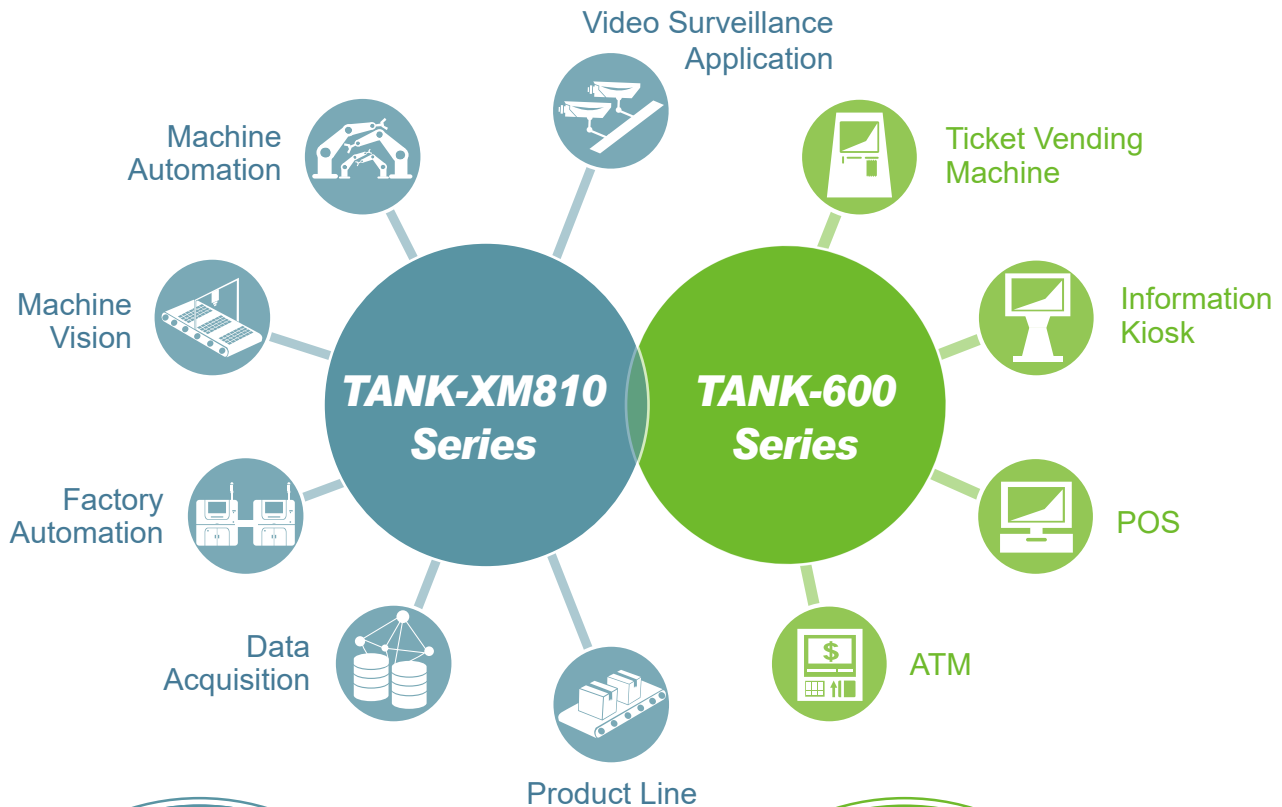 Video Surveillance
Application
Machine
Automation
Ticket Vending
Machine
Machine
Vision
Information
Kiosk
TANK-XM810
Series
TANK-600
Series
Factory
Automation
POS
Data
Acquisition
$
ATM
Product Line